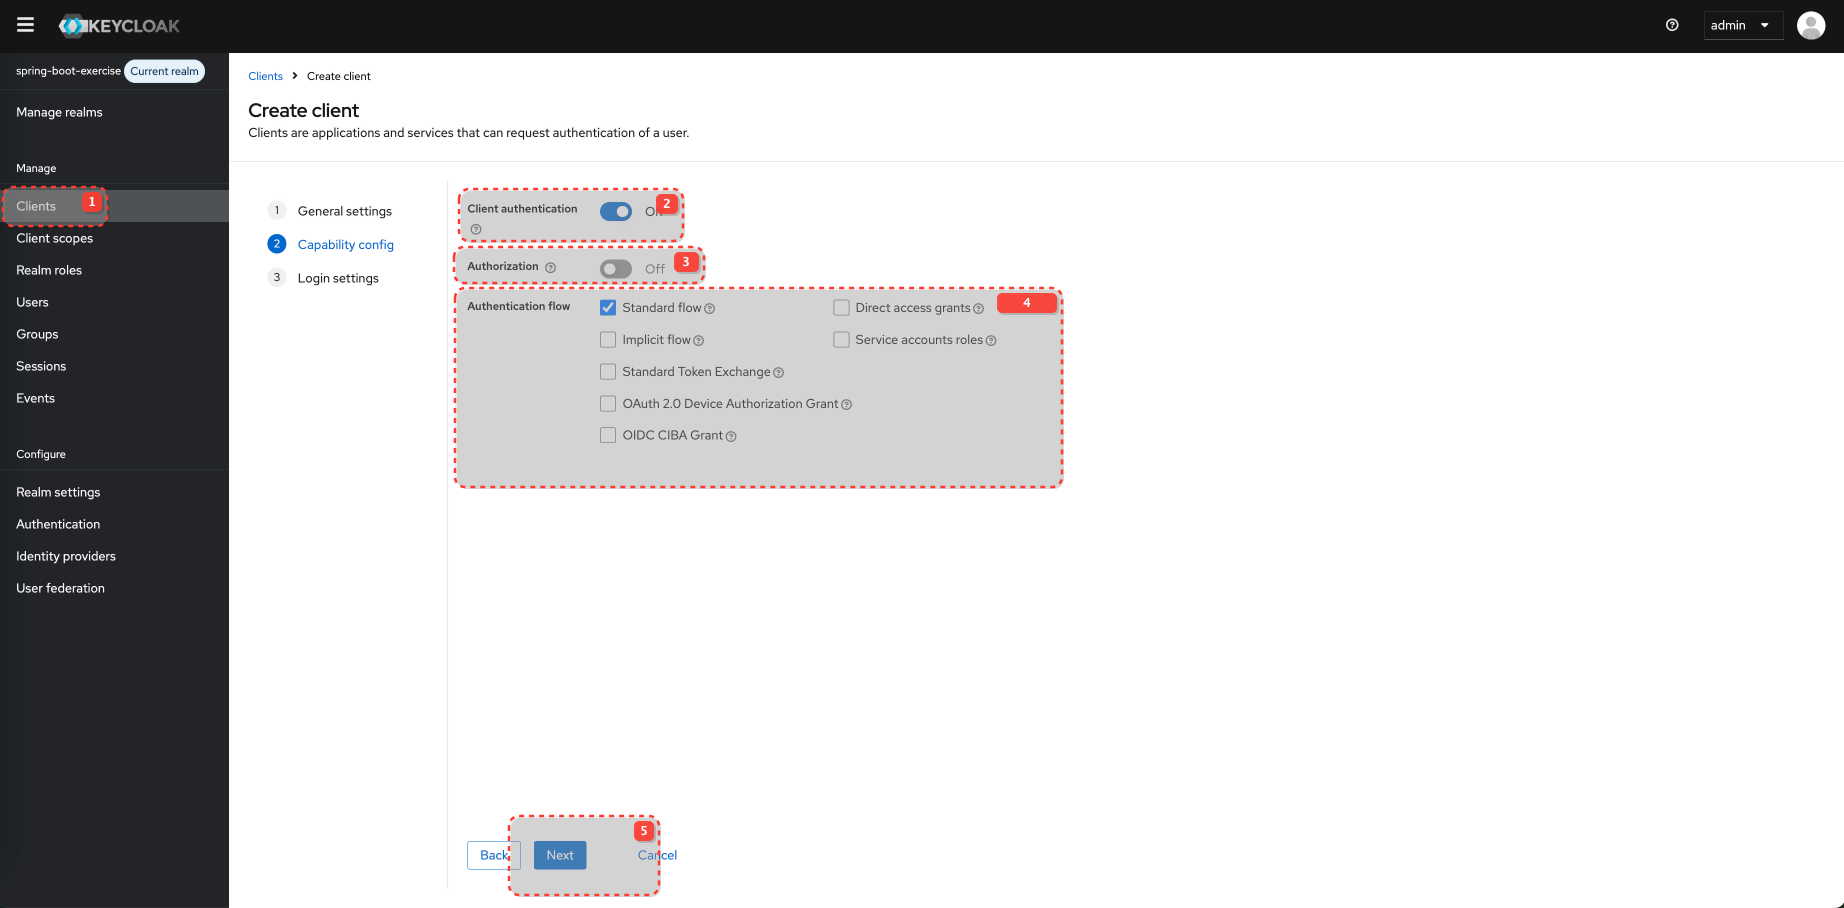 KEYCLOAK
admin
spring-boot-exercise Current realm
Manage realms
Manage
Clients 1
Client scopes
Realm roles
Users
Groups
Sessions
Events
Configure
Realm settings
Authentication
Identity providers
User federation
Clients > Create client
Create client
Clients are applications and services that can request authentication of a user.
1 General settings
2 Capability config
3 Login settings
Client authentication On 2
Authorization Off 3
Authentication flow Standard flow Direct access grants 4
Implicit flow Service accounts roles
Standard Token Exchange
OAuth 2.0 Device Authorization Grant
OIDC CIBA Grant
5
Back Next Cancel